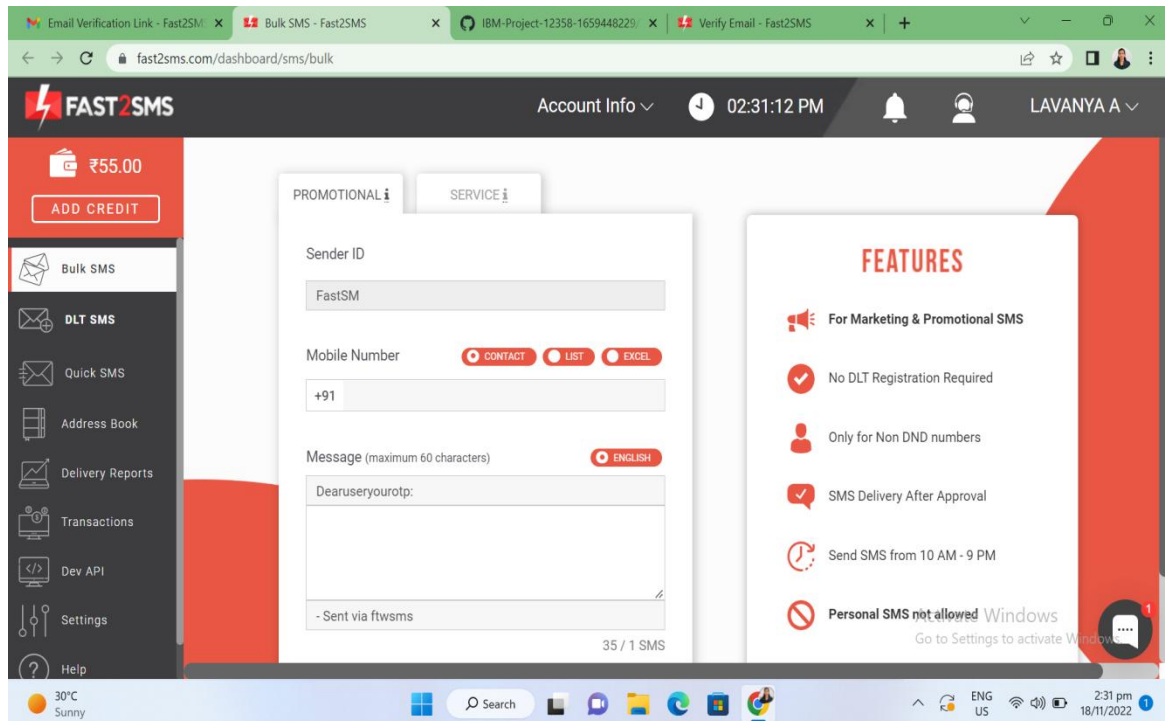 Email Verification Link - Fast2SM
Bulk SMS - Fast2SMS
IBM-Project-12358-1659448229/
Verify Email - Fast2SMS
fast2sms.com/dashboard/sms/bulk
FAST2SMS
Account Info
02:31:12 PM
LAVANYA A
₹55.00
ADD CREDIT
Bulk SMS
DLT SMS
Quick SMS
Address Book
Delivery Reports
Transactions
Dev API
Settings
Help
PROMOTIONAL i
SERVICE i
Sender ID
FastSM
Mobile Number
CONTACT
LIST
EXCEL
+91
Message (maximum 60 characters)
ENGLISH
Dearuseryourotp:
- Sent via ftwsms
35 / 1 SMS
FEATURES
For Marketing & Promotional SMS
No DLT Registration Required
Only for Non DND numbers
SMS Delivery After Approval
Send SMS from 10 AM - 9 PM
Personal SMS not allowed
Activate Windows
Go to Settings to activate Windows.
1
30°C
Sunny
Search
ENG
US
2:31 pm
18/11/2022
1